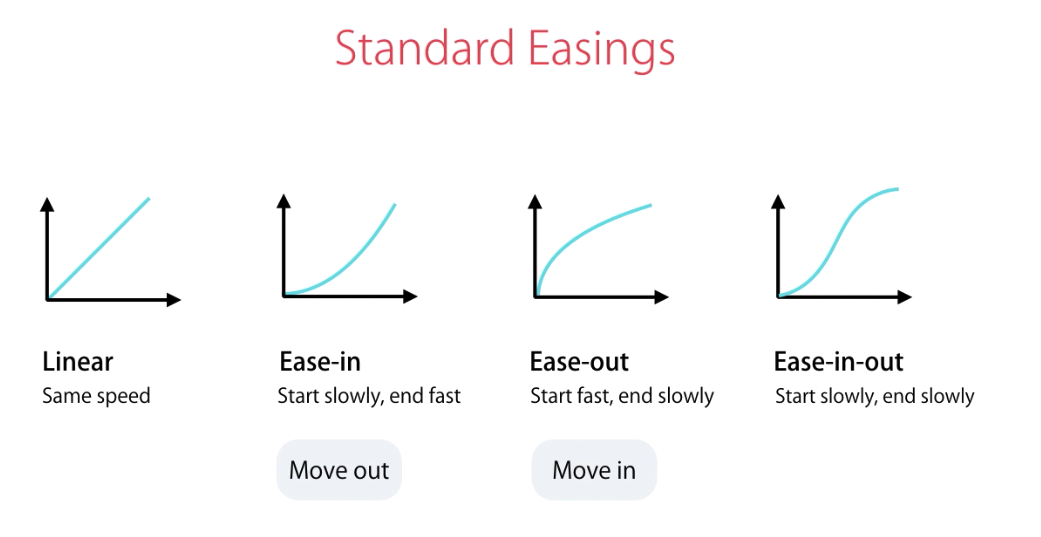 Standard Easings
Linear
Same speed
Ease-in
Start slowly, end fast
Move out
Ease-out
Start fast, end slowly
Move in
Ease-in-out
Start slowly, end slowly